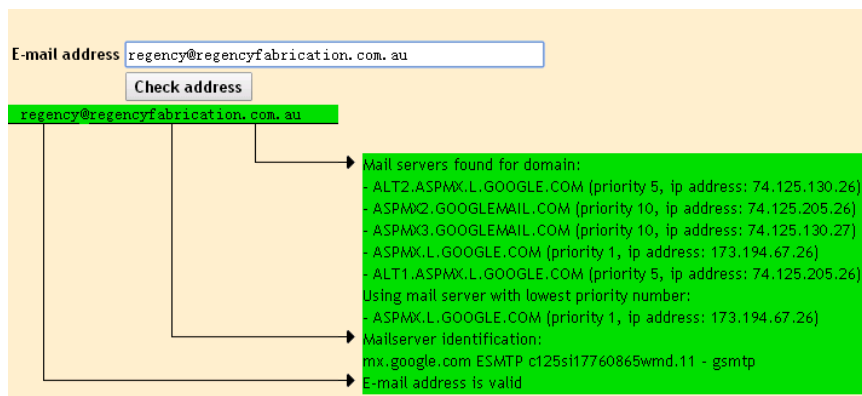 E-mail address regency@regencyfabrication.com.au
Check address
regency@regencyfabrication.com.au
Mail servers found for domain:
- ALT2.ASPMX.L.GOOGLE.COM (priority 5, ip address: 74.125.130.26)
- ASPMX2.GOOGLEMAIL.COM (priority 10, ip address: 74.125.205.26)
- ASPMX3.GOOGLEMAIL.COM (priority 10, ip address: 74.125.130.27)
- ASPMX.L.GOOGLE.COM (priority 1, ip address: 173.194.67.26)
- ALT1.ASPMX.L.GOOGLE.COM (priority 5, ip address: 74.125.205.26)
Using mail server with lowest priority number:
- ASPMX.L.GOOGLE.COM (priority 1, ip address: 173.194.67.26)
Mailserver identification:
mx.google.com ESMTP c125si17760865wmd.11 - gsmtp
E-mail address is valid